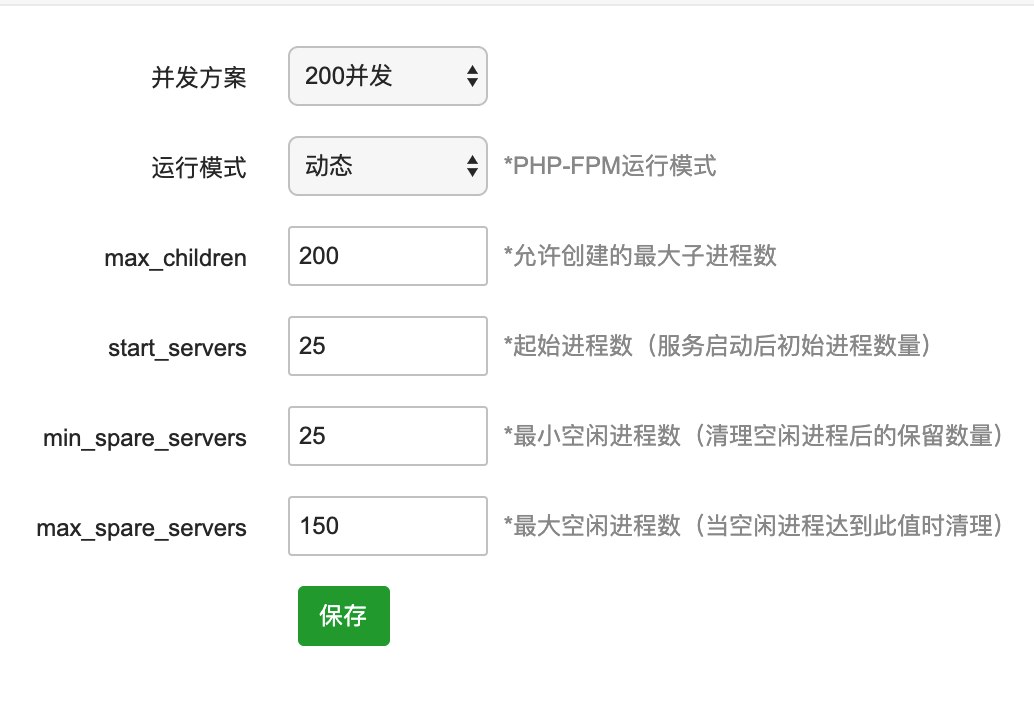 并发方案 200并发
运行模式 动态 *PHP-FPM运行模式
max_children 200 *允许创建的最大子进程数
start_servers 25 *起始进程数（服务启动后初始进程数量）
min_spare_servers 25 *最小空闲进程数（清理空闲进程后的保留数量）
max_spare_servers 150 *最大空闲进程数（当空闲进程达到此值时清理）
保存